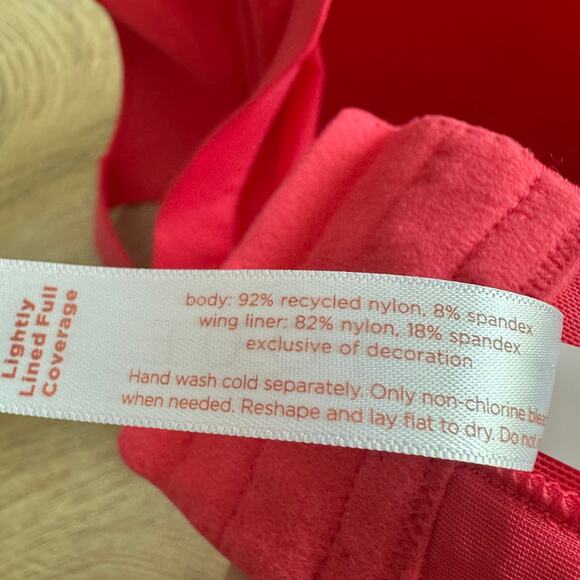 Lightly
Lined Full
Coverage
body: 92% recycled nylon, 8% spandex
wing liner: 82% nylon, 18% spandex
exclusive of decoration
Hand wash cold separately. Only non-chlorine
when needed. Reshape and lay flat to dry. Do not